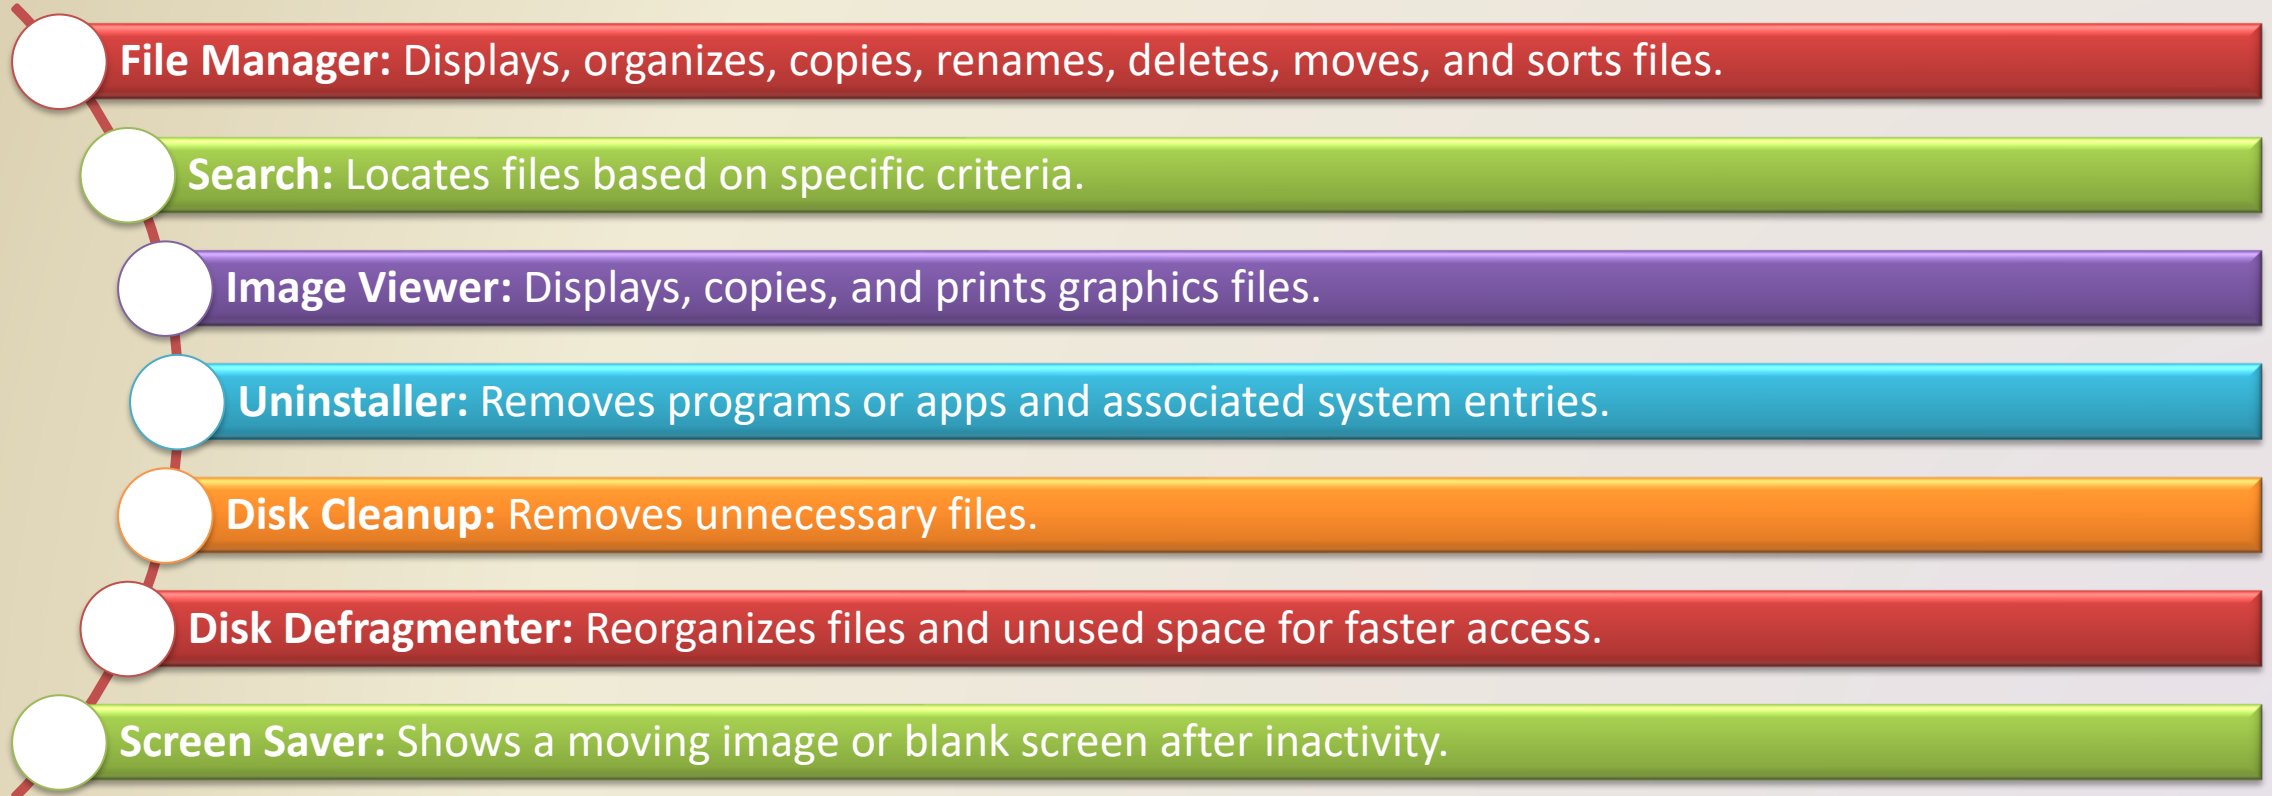 File Manager: Displays, organizes, copies, renames, deletes, moves, and sorts files.
Search: Locates files based on specific criteria.
Image Viewer: Displays, copies, and prints graphics files.
Uninstaller: Removes programs or apps and associated system entries.
Disk Cleanup: Removes unnecessary files.
Disk Defragmenter: Reorganizes files and unused space for faster access.
Screen Saver: Shows a moving image or blank screen after inactivity.